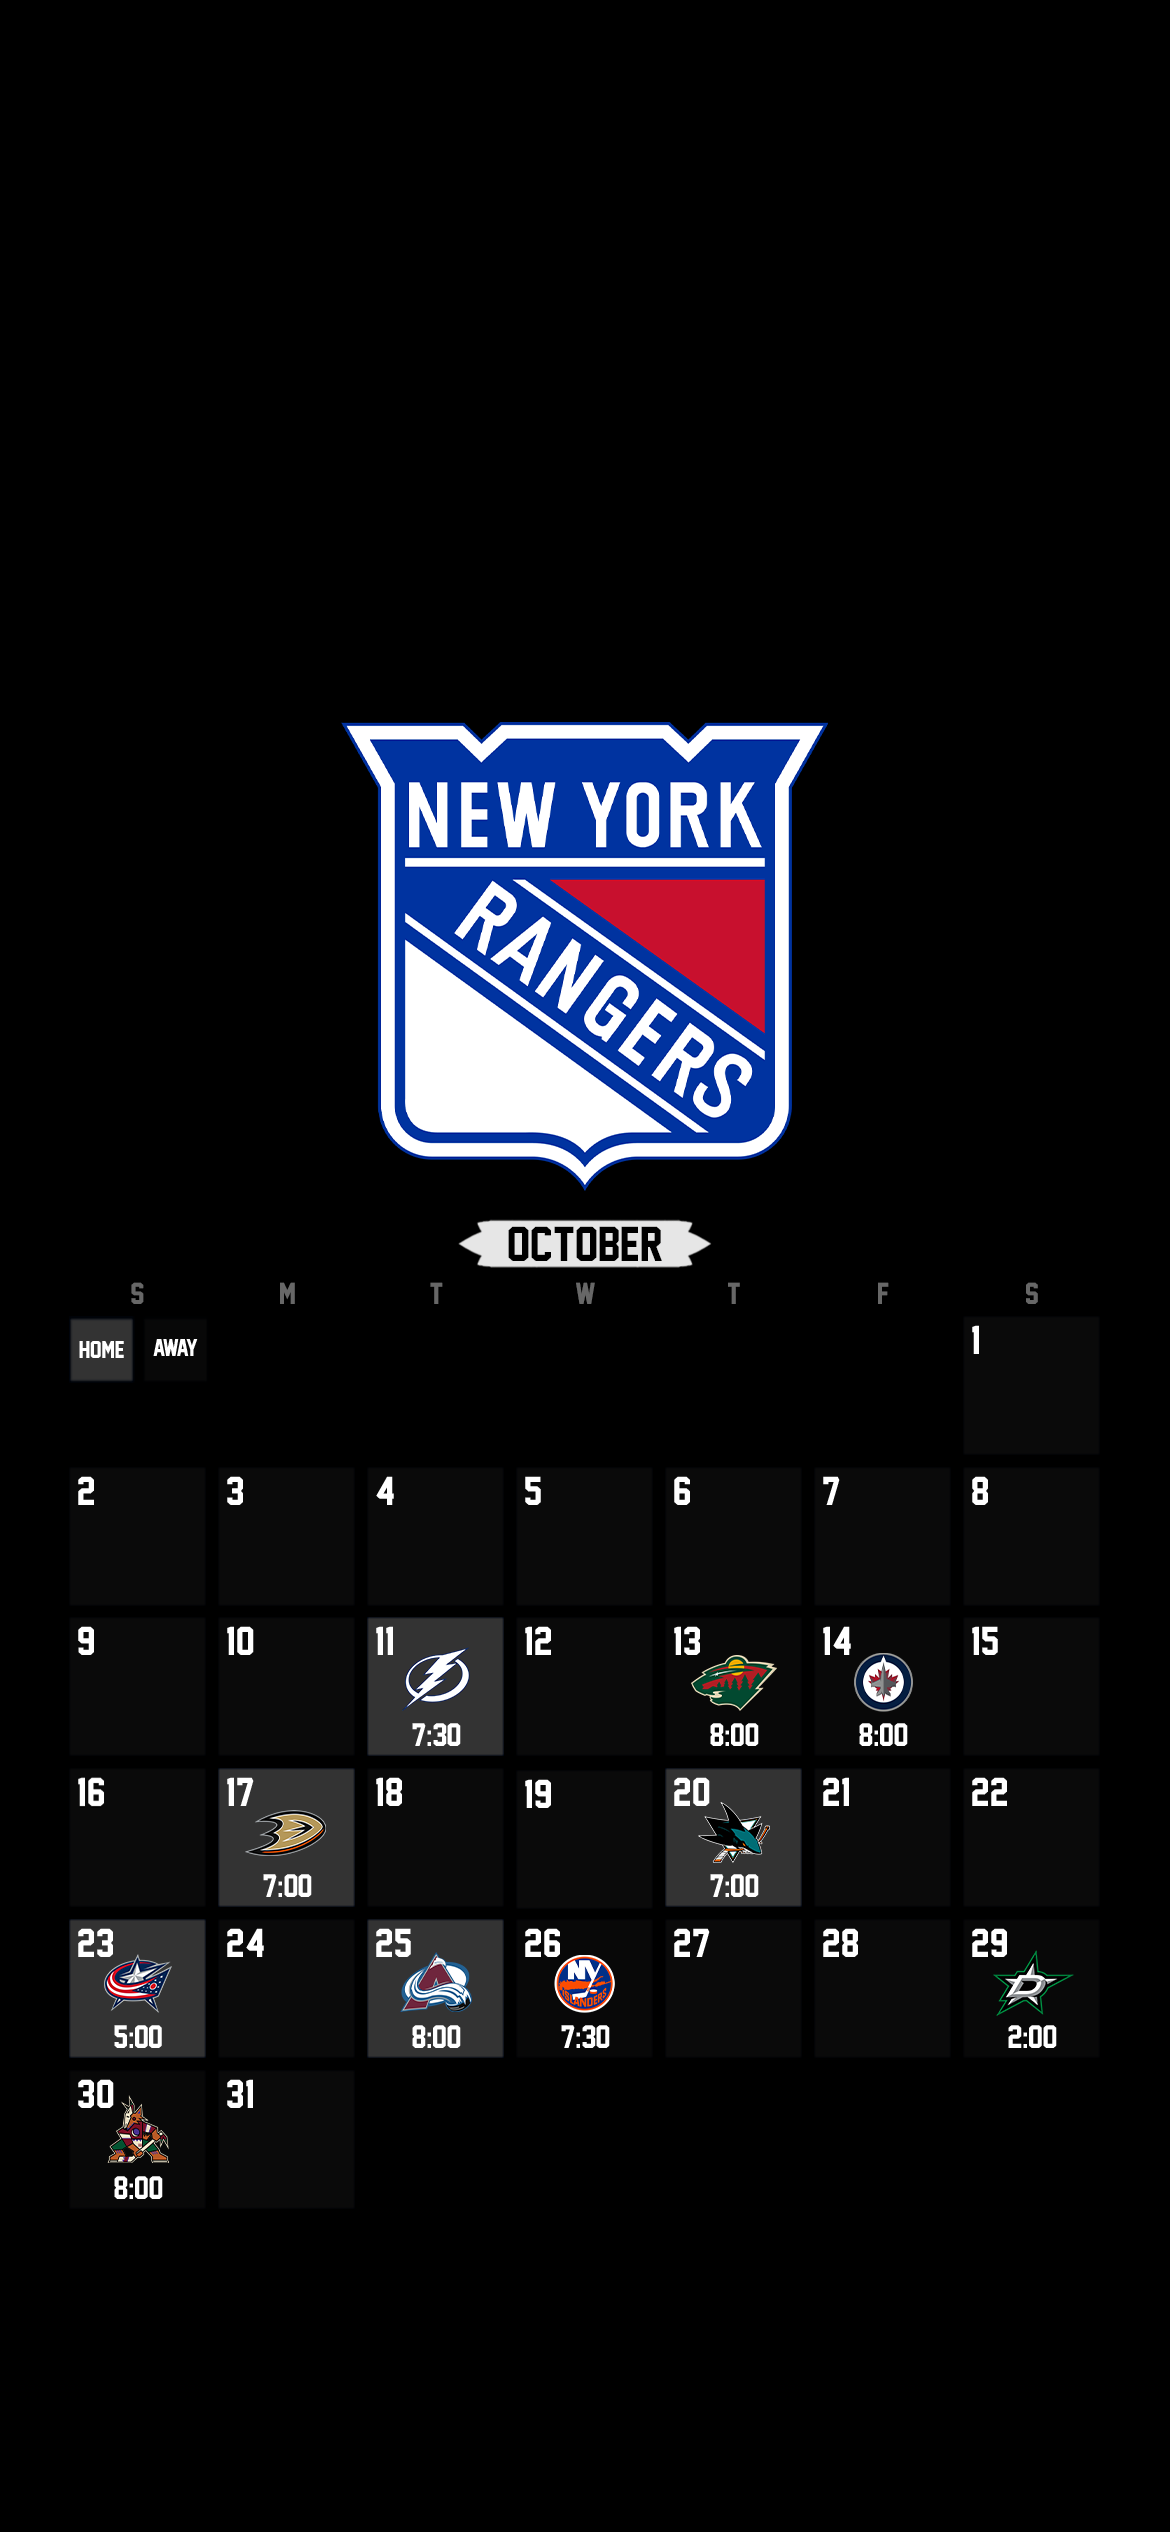 NEW YORK
RANGERS
OCTOBER
S M T W T F S
HOME AWAY 1
2 3 4 5 6 7 8
9 10 11 12 13 14 15
7:30 8:00 8:00
16 17 18 19 20 21 22
7:00 7:00
23 24 25 26 27 28 29
NY
ISLANDERS
D
5:00 8:00 7:30 2:00
30 31
8:00